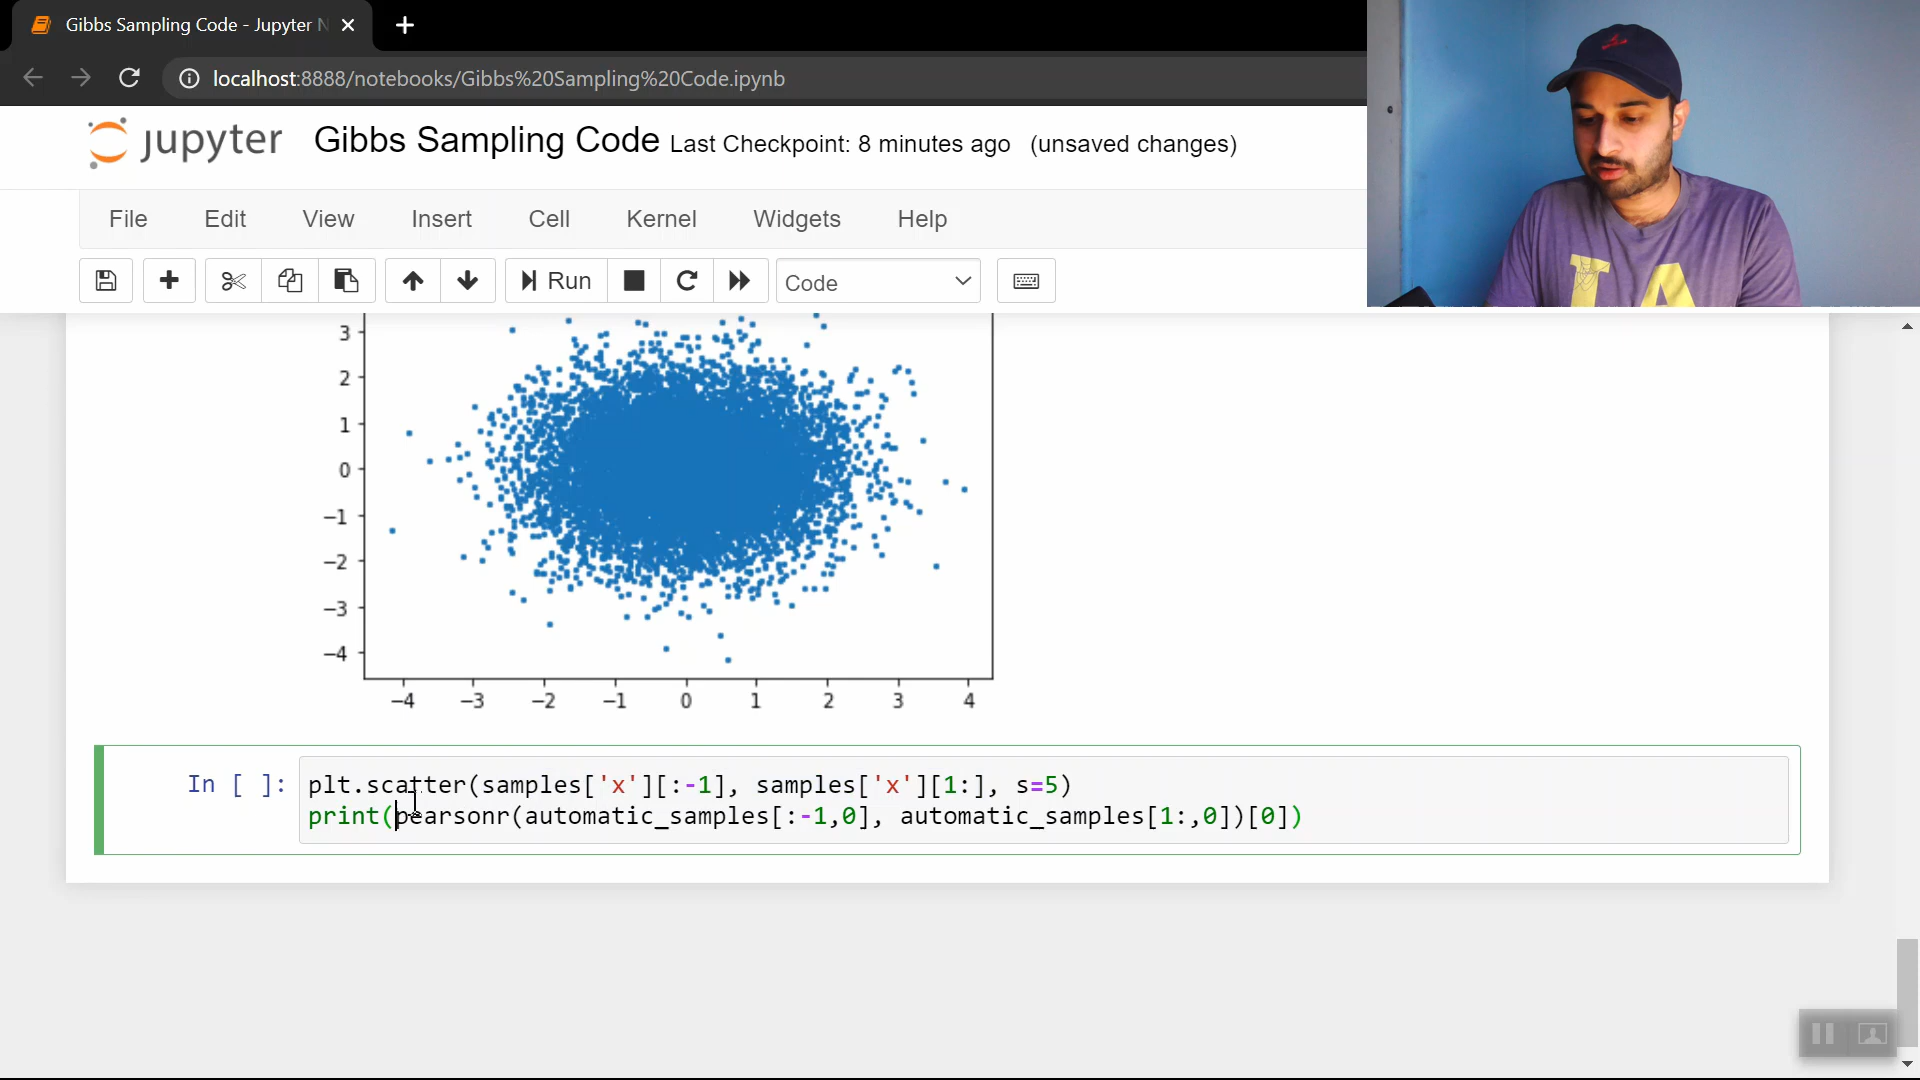 Gibbs Sampling Code - Jupyter N
localhost:8888/notebooks/Gibbs%20Sampling%20Code.ipynb
jupyter Gibbs Sampling Code Last Checkpoint: 8 minutes ago (unsaved changes)
File Edit View Insert Cell Kernel Widgets Help
Run Code
3
2
1
0
−1
−2
−3
−4
−4 −3 −2 −1 0 1 2 3 4
In [ ]: plt.scatter(samples['x'][:-1], samples['x'][1:], s=5)
print(pearsonr(automatic_samples[:-1,0], automatic_samples[1:,0])[0])
LA